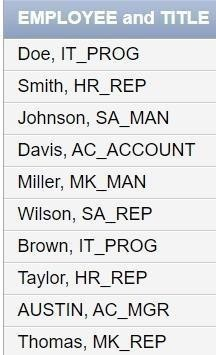 EMPLOYEE and TITLE
Doe, IT_PROG
Smith, HR_REP
Johnson, SA_MAN
Davis, AC_ACCOUNT
Miller, MK_MAN
Wilson, SA_REP
Brown, IT_PROG
Taylor, HR_REP
AUSTIN, AC_MGR
Thomas, MK_REP